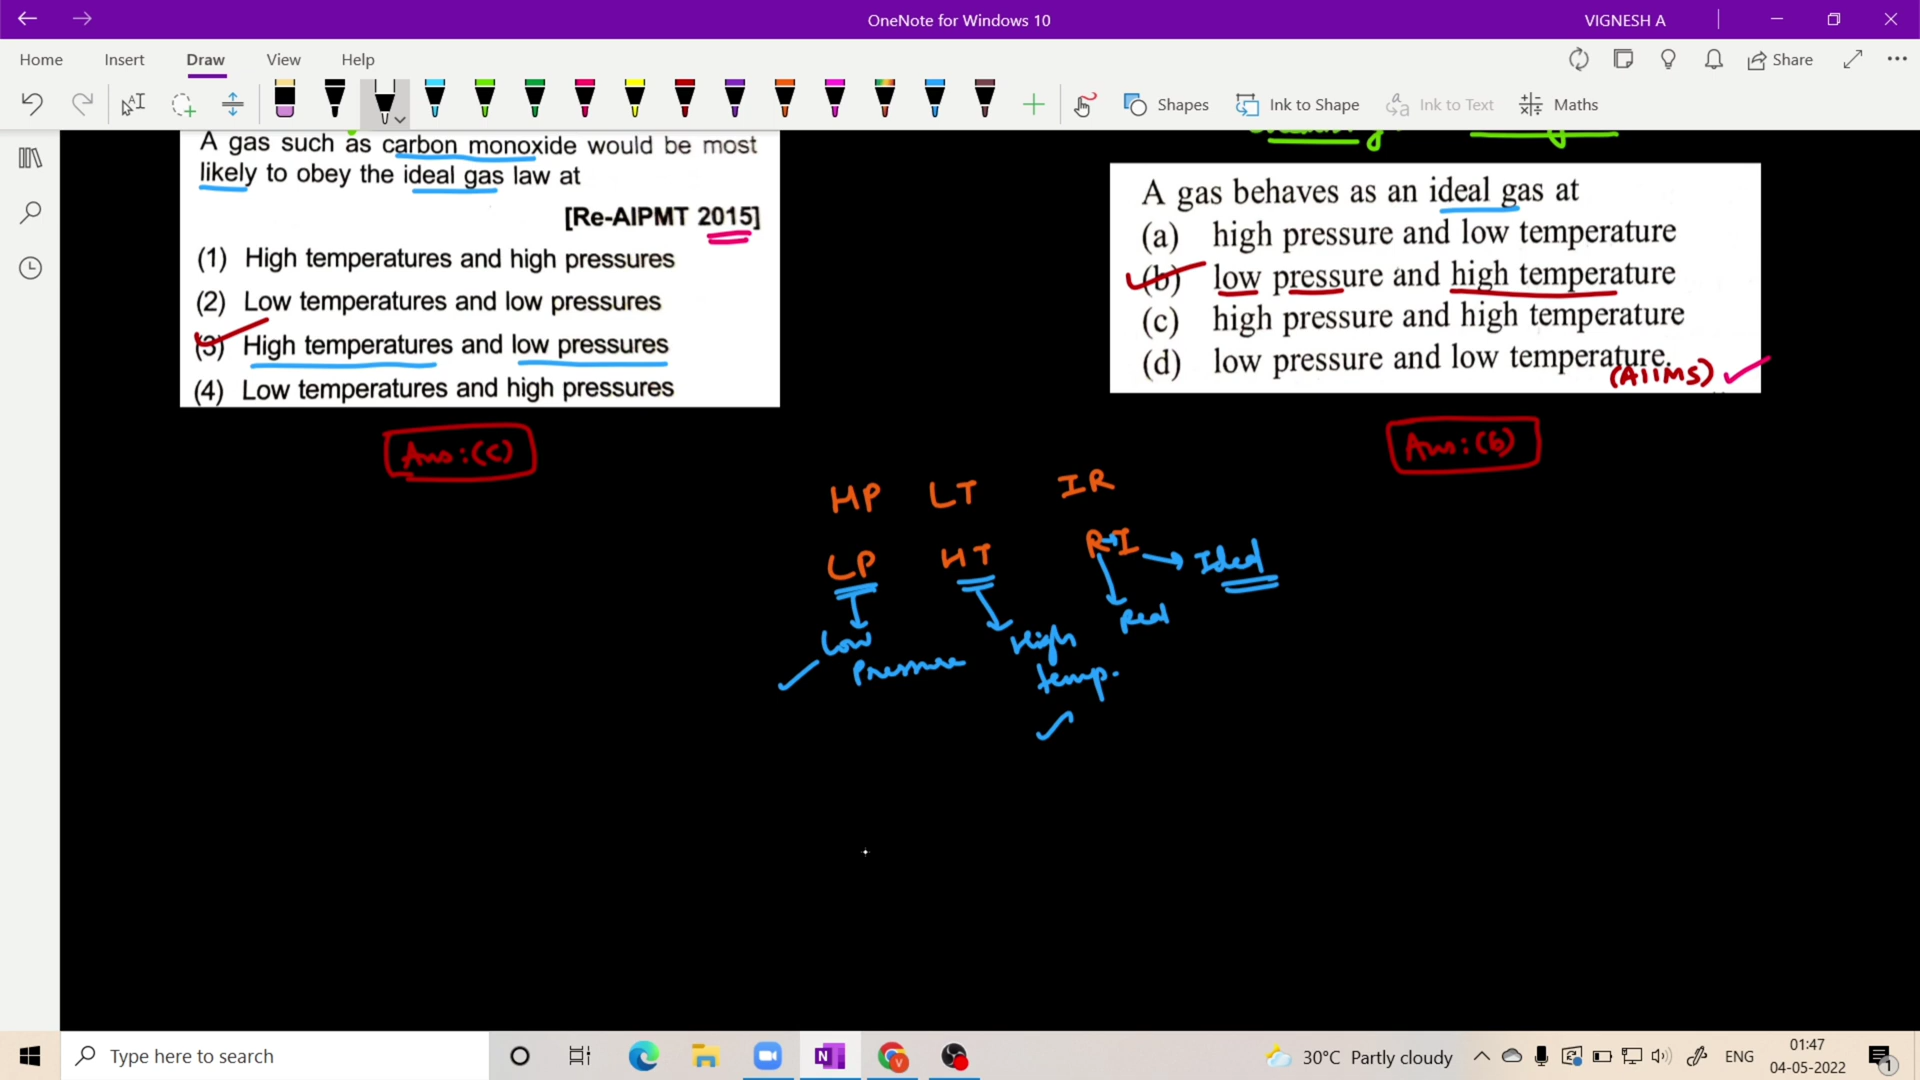 OneNote for Windows 10
VIGNESH A
Home Insert Draw View Help
Share
Shapes Ink to Shape Ink to Text Maths
A gas such as carbon monoxide would be most
likely to obey the ideal gas law at
[Re-AIPMT 2015]
(1) High temperatures and high pressures
(2) Low temperatures and low pressures
(3) High temperatures and low pressures
(4) Low temperatures and high pressures
Ans:(c)
A gas behaves as an ideal gas at
(a) high pressure and low temperature
(b) low pressure and high temperature
(c) high pressure and high temperature
(d) low pressure and low temperature.
(AIIMS)
Ans:(b)
HP LT IR
LP HT R→I → Ideal
Low
Pressure
High
temp.
Real
Type here to search
30°C Partly cloudy
ENG
01:47
04-05-2022
1